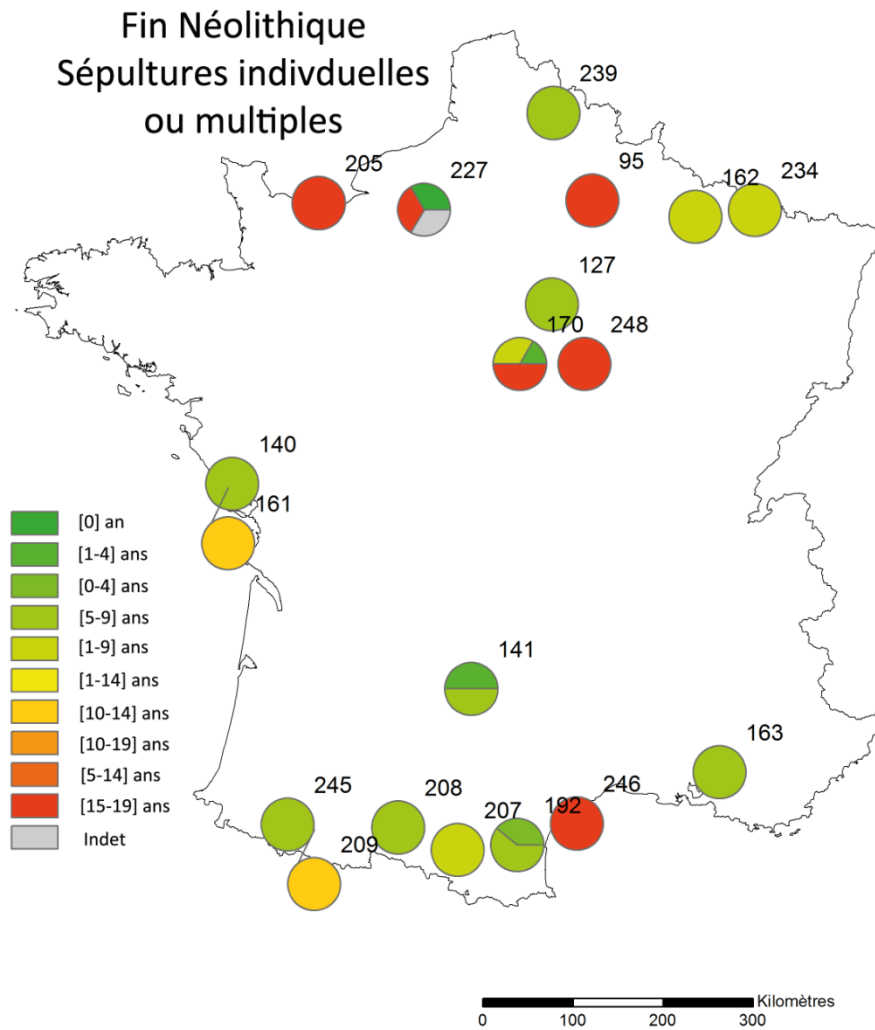 Fin Néolithique
Sépultures indivduelles
ou multiples
239
205
227
95
162
234
127
170
248
140
161
[0] an
[1-4] ans
[0-4] ans
[5-9] ans
[1-9] ans
[1-14] ans
[10-14] ans
[10-19] ans
[5-14] ans
[15-19] ans
Indet
141
163
245
208
207
192
246
209
Kilomètres
0 100 200 300